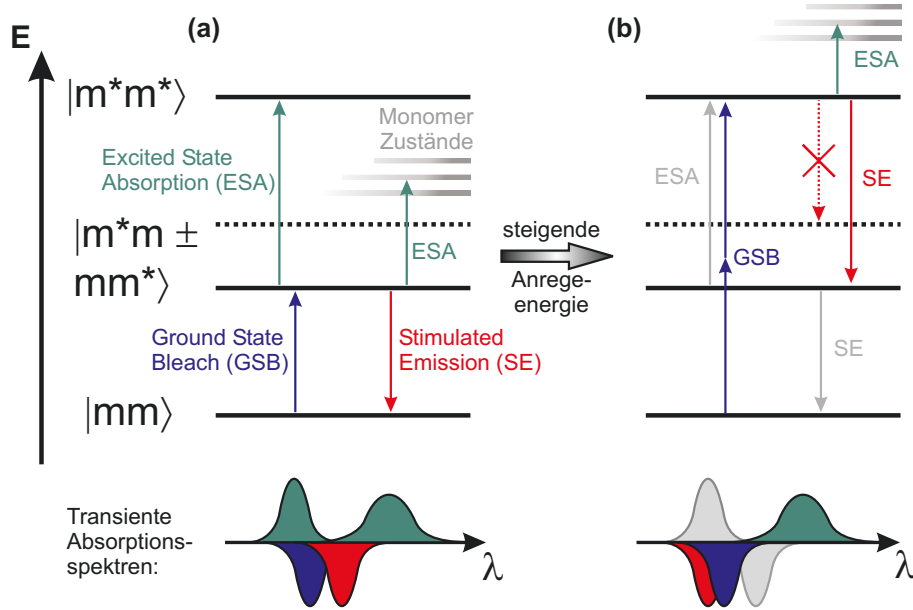 (a)
(b)
E
|m*m*⟩
Monomer
Zustände
Excited State
Absorption (ESA)
|m*m ±
mm*⟩
ESA
Ground State
Bleach (GSB)
Stimulated
Emission (SE)
|mm⟩
steigende
Anrege-
energie
ESA
ESA
SE
GSB
SE
Transiente
Absorptions-
spektren:
λ
λ